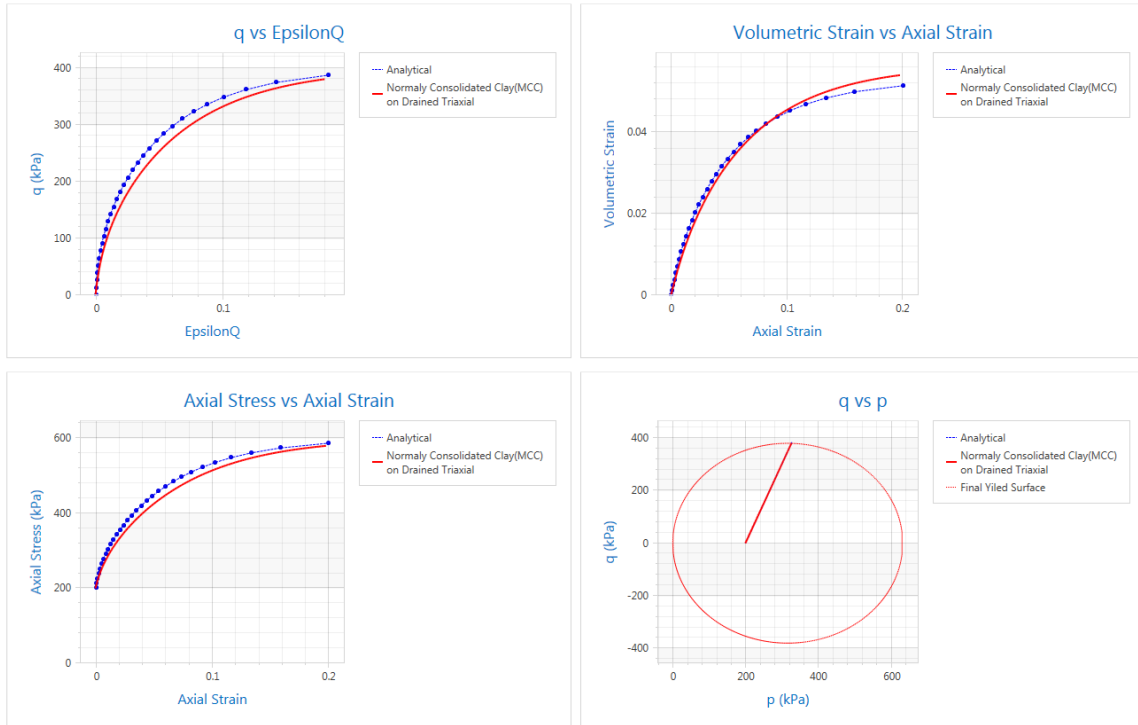 q vs EpsilonQ
Analytical
Normaly Consolidated Clay(MCC)
on Drained Triaxial
q (kPa)
400
300
200
100
0
0
0.1
EpsilonQ
Volumetric Strain vs Axial Strain
Analytical
Normaly Consolidated Clay(MCC)
on Drained Triaxial
Volumetric Strain
0.04
0.02
0
0
0.1
0.2
Axial Strain
Axial Stress vs Axial Strain
Analytical
Normaly Consolidated Clay(MCC)
on Drained Triaxial
Axial Stress (kPa)
600
400
200
0
0
0.1
0.2
Axial Strain
q vs p
Analytical
Normaly Consolidated Clay(MCC)
on Drained Triaxial
Final Yiled Surface
q (kPa)
400
200
0
-200
-400
0
200
400
600
p (kPa)